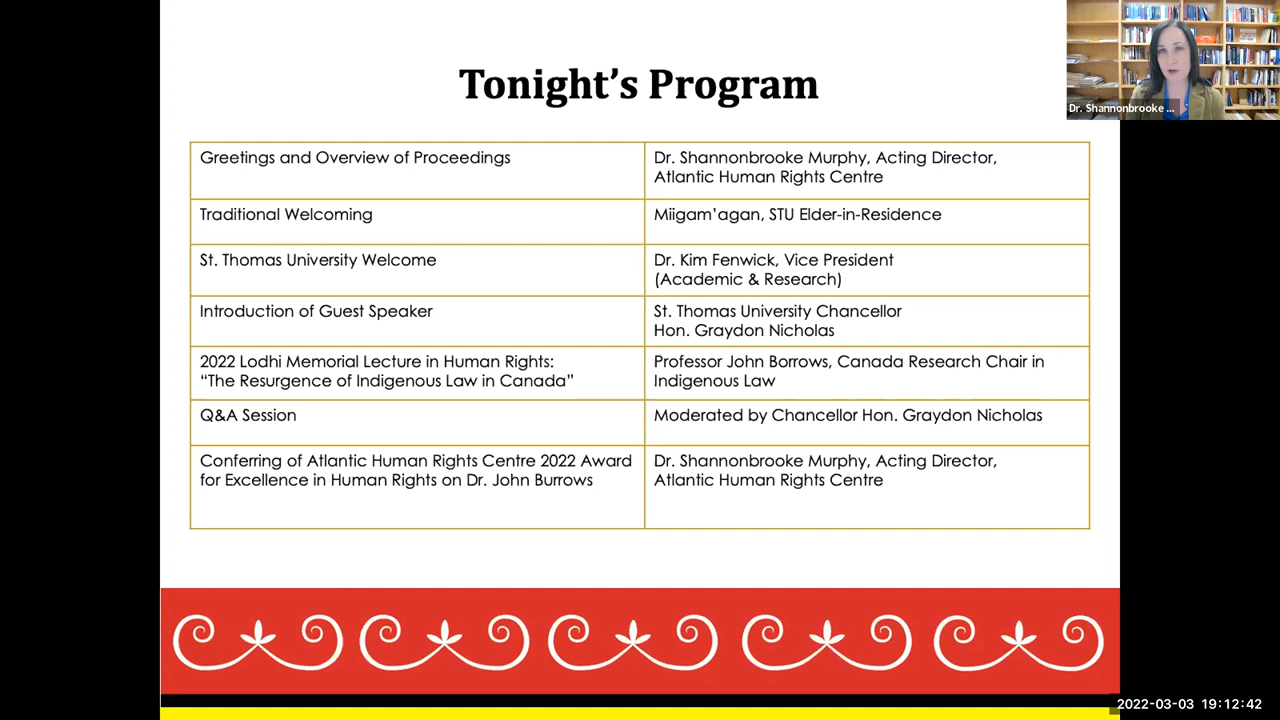 Tonight's Program
Dr. Shannonbrooke ...
Greetings and Overview of Proceedings
Dr. Shannonbrooke Murphy, Acting Director,
Atlantic Human Rights Centre
Traditional Welcoming
Miigam'agan, STU Elder-in-Residence
St. Thomas University Welcome
Dr. Kim Fenwick, Vice President
(Academic & Research)
Introduction of Guest Speaker
St. Thomas University Chancellor
Hon. Graydon Nicholas
2022 Lodhi Memorial Lecture in Human Rights:
“The Resurgence of Indigenous Law in Canada”
Professor John Borrows, Canada Research Chair in
Indigenous Law
Q&A Session
Moderated by Chancellor Hon. Graydon Nicholas
Conferring of Atlantic Human Rights Centre 2022 Award
for Excellence in Human Rights on Dr. John Burrows
Dr. Shannonbrooke Murphy, Acting Director,
Atlantic Human Rights Centre
2022-03-03 19:12:42